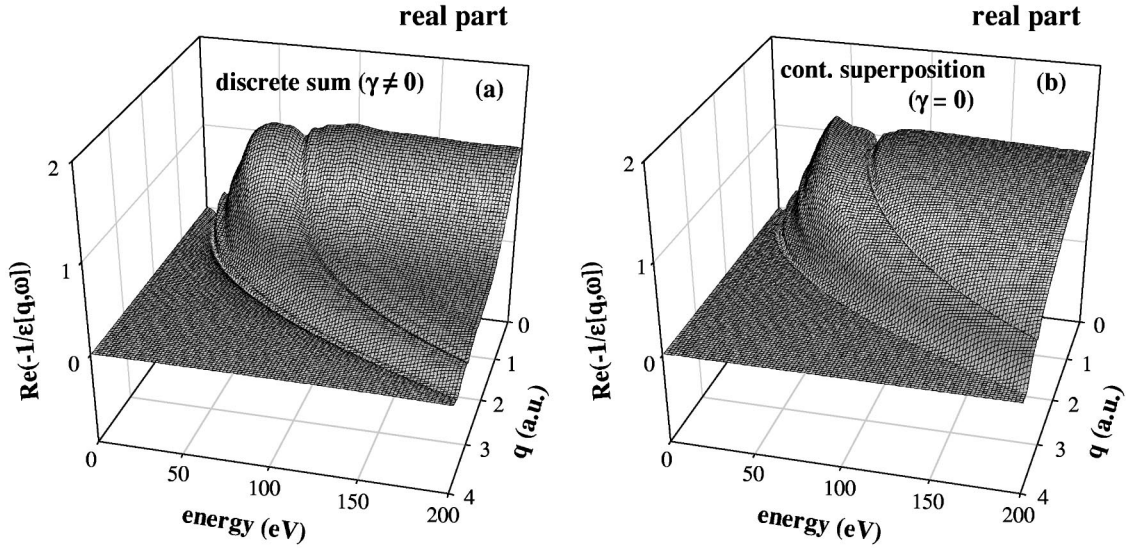 real part
discrete sum (γ ≠ 0)
(a)
2
1
0
Re(-1/ε[q,ω])
0
50
100
150
200
energy (eV)
0
1
2
3
4
q (a.u.)
real part
cont. superposition
(γ = 0)
(b)
2
1
0
Re(-1/ε[q,ω])
0
50
100
150
200
energy (eV)
0
1
2
3
4
q (a.u.)